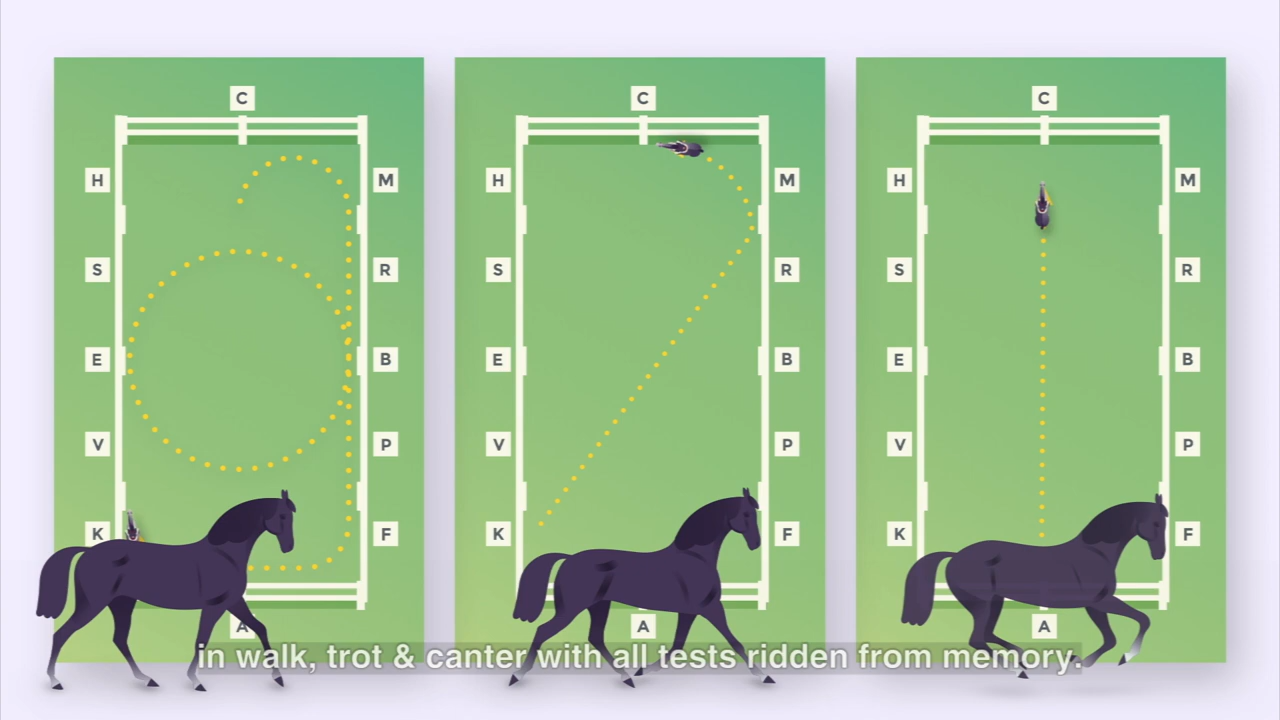 C C C
H M H M H M
S R S R S R
E B E B E B
V P V P V P
K F K F K F
A A A
in walk, trot & canter with all tests ridden from memory.